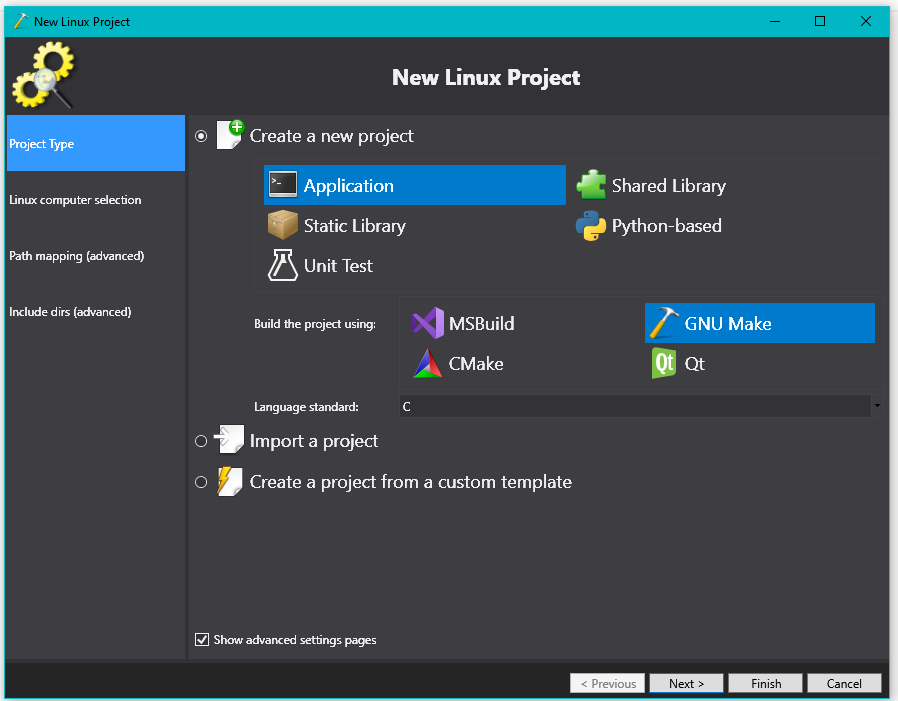 New Linux Project
New Linux Project
Project Type
Linux computer selection
Path mapping (advanced)
Include dirs (advanced)
Create a new project
Application
Shared Library
Static Library
Python-based
Unit Test
Build the project using:
MSBuild
GNU Make
CMake
Qt
Qt
Language standard:
C
Import a project
Create a project from a custom template
Show advanced settings pages
< Previous
Next >
Finish
Cancel